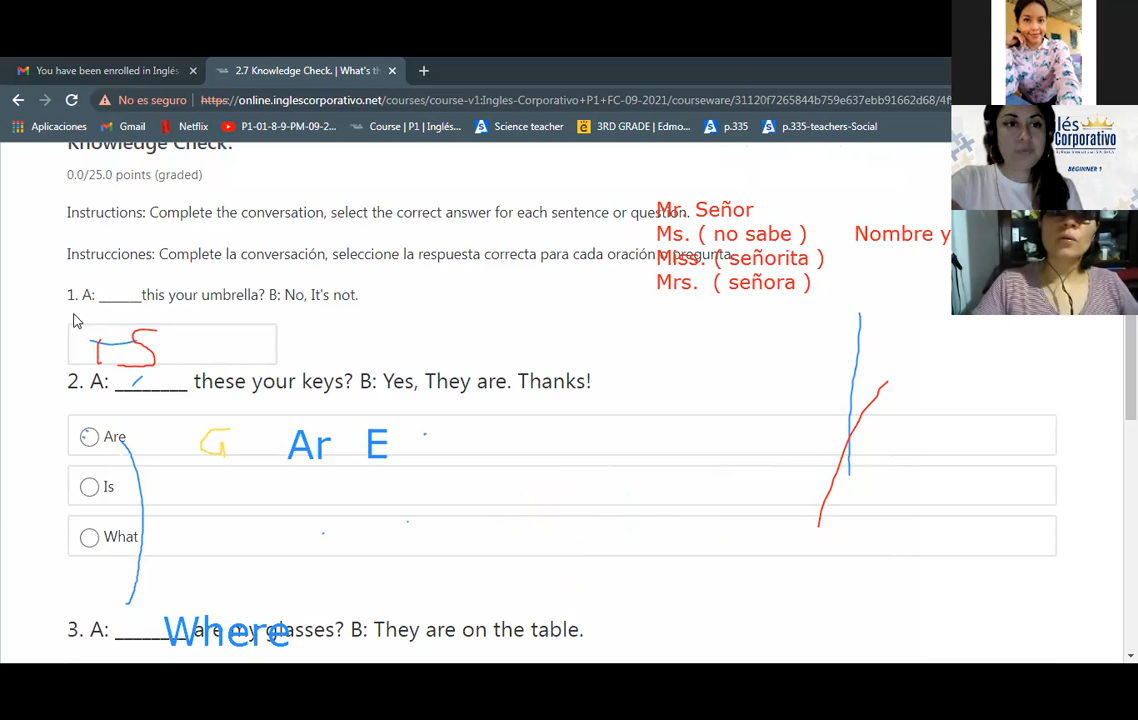 You have been enrolled in Inglés
2.7 Knowledge Check. | What's th
No es seguro | https://online.inglescorporativo.net/courses/course-v1:Ingles-Corporativo+P1+FC-09-2021/courseware/31120f7265844b759e637ebb91662d68/4f
Aplicaciones Gmail Netflix P1-01-8-9-PM-09-2... Course | P1 | Inglés... Science teacher 3RD GRADE | Edmo... p.335 p.335-teachers-Social
lés
Corporativo
BEGINNER 1
Knowledge Check.
0.0/25.0 points (graded)
Instructions: Complete the conversation, select the correct answer for each sentence or question.
Mr. Señor
Ms. ( no sabe ) Nombre y
Instrucciones: Complete la conversación, seleccione la respuesta correcta para cada oración o pregunta.
Miss. ( señorita )
Mrs. ( señora )
1. A: ______this your umbrella? B: No, It's not.
IS
2. A: ________ these your keys? B: Yes, They are. Thanks!
Are
G Ar E
Is
What
3. A: ________ are my glasses? B: They are on the table.
Where